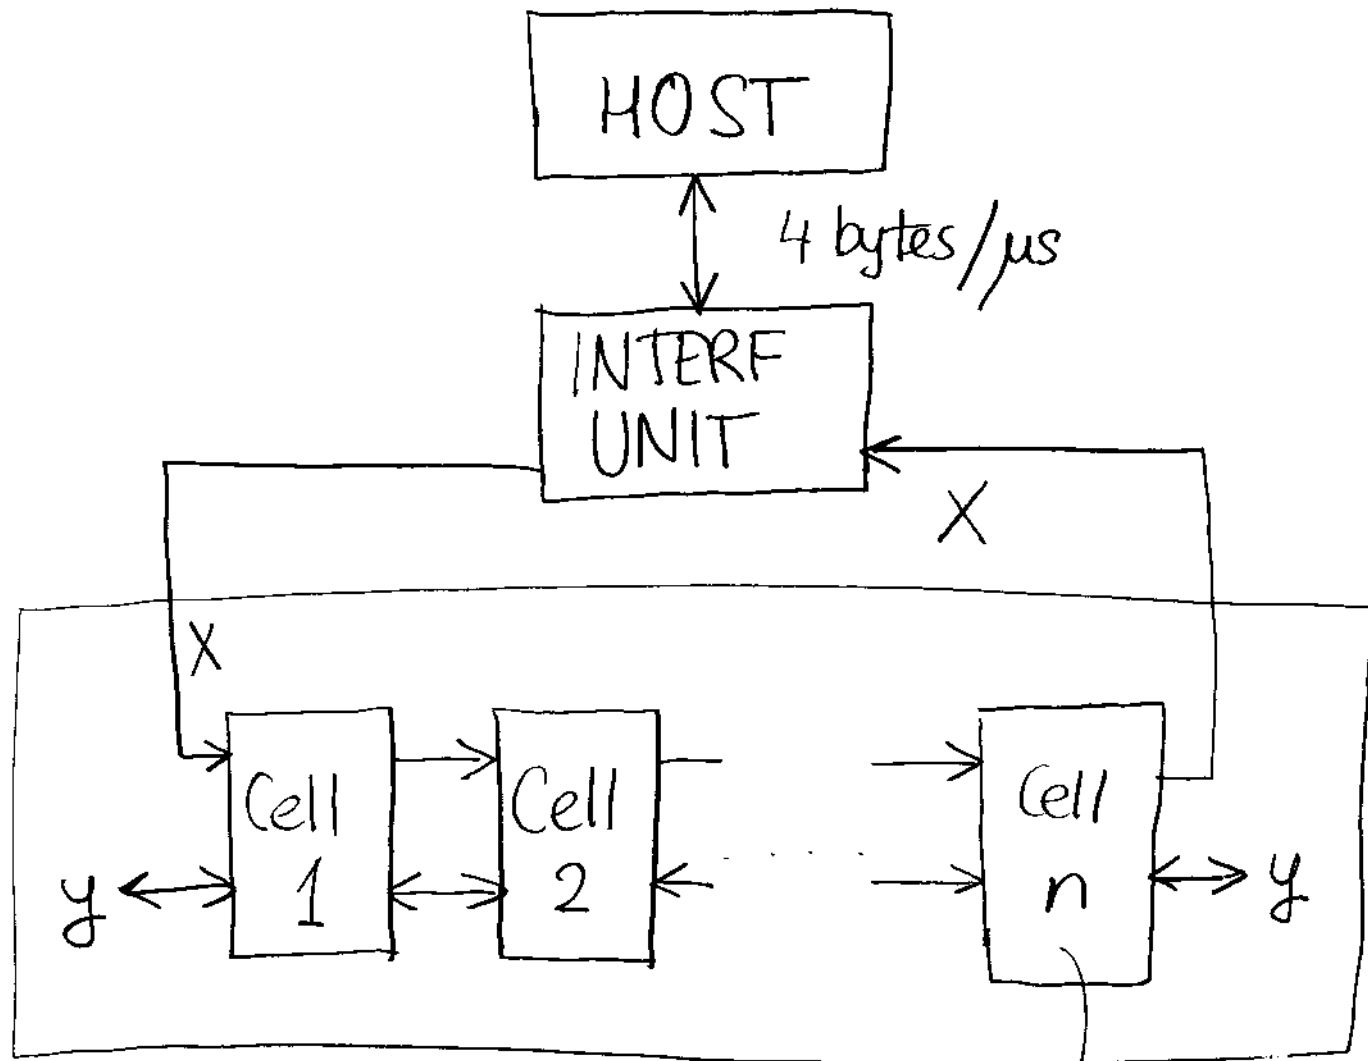 HOST
4 bytes/μs
INTERF
UNIT
X
X
Cell
1
Cell
2
.....
Cell
n
y
y